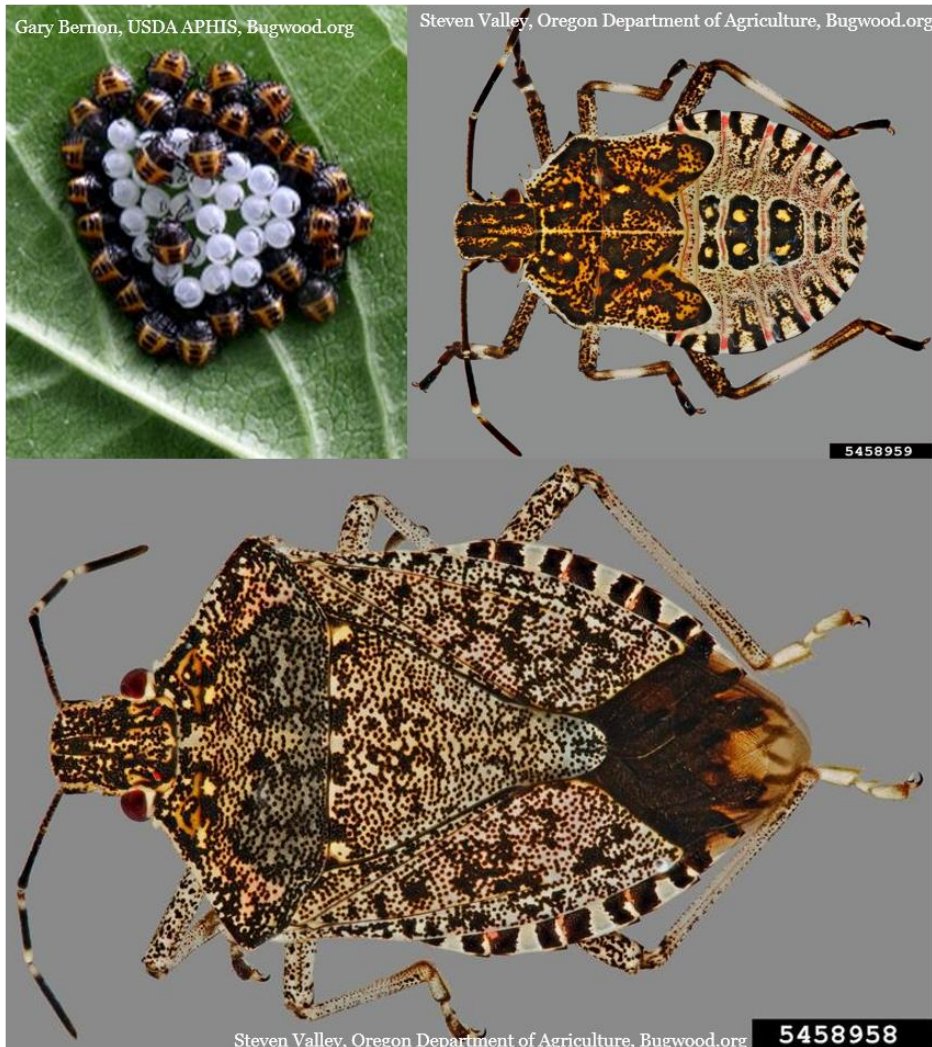 Gary Bernon, USDA APHIS, Bugwood.org
Steven Valley, Oregon Department of Agriculture, Bugwood.org
5458959
Steven Valley, Oregon Department of Agriculture, Bugwood.org
5458958